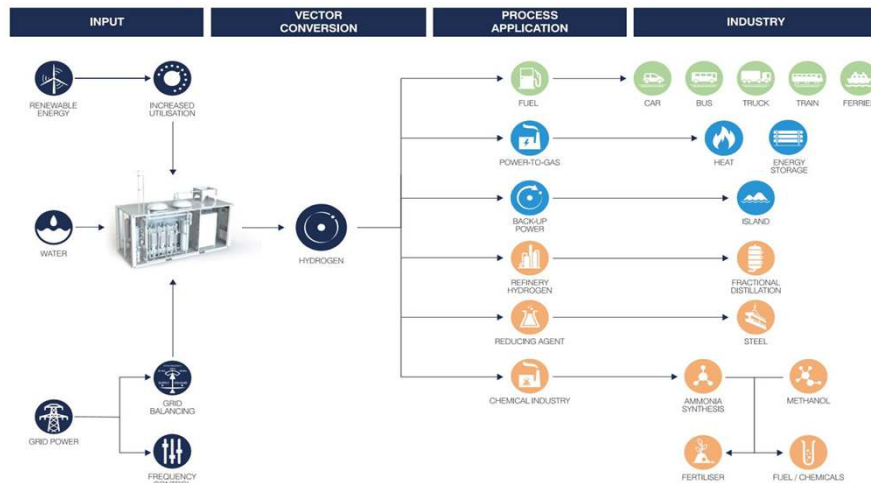 INPUT
VECTOR
CONVERSION
PROCESS
APPLICATION
INDUSTRY
RENEWABLE
ENERGY
INCREASED
UTILISATION
FUEL
CAR
BUS
TRUCK
TRAIN
FERRIE
POWER-TO-GAS
HEAT
ENERGY
STORAGE
WATER
HYDROGEN
BACK-UP
POWER
ISLAND
REFINERY
HYDROGEN
FRACTIONAL
DISTILLATION
REDUCING AGENT
STEEL
GRID POWER
GRID
BALANCING
CHEMICAL INDUSTRY
AMMONIA
SYNTHESIS
METHANOL
FREQUENCY
FERTILISER
FUEL / CHEMICALS